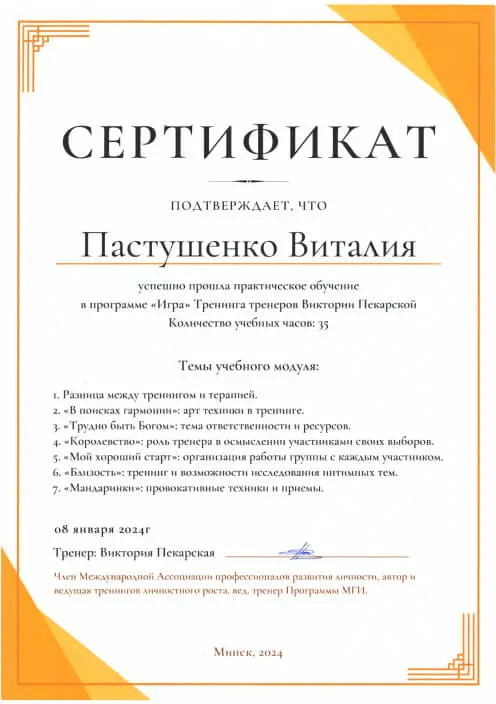 СЕРТИФИКАТ
ПОДТВЕРЖДАЕТ, ЧТО
Пастушенко Виталия
успешно прошла практическое обучение
в программе «Игра» Тренинга тренеров Виктории Пекарской
Количество учебных часов: 35
Темы учебного модуля:
1. Разница между тренингом и терапией.
2. «В поисках гармонии»: арт техники в тренинге.
3. «Трудно быть Богом»: тема ответственности и ресурсов.
4. «Королевство»: роль тренера в осмыслении участниками своих выборов.
5. «Мой хороший старт»: организация работы группы с каждым участником.
6. «Близость»: тренинг и возможности исследования интимных тем.
7. «Мандаринки»: провокативные техники и приемы.
08 января 2024г
Тренер: Виктория Пекарская
Член Международной Ассоциации профессионалов развития личности, автор и
ведущая тренингов личностного роста, вед. тренер Программы МГИ.
Минск, 2024